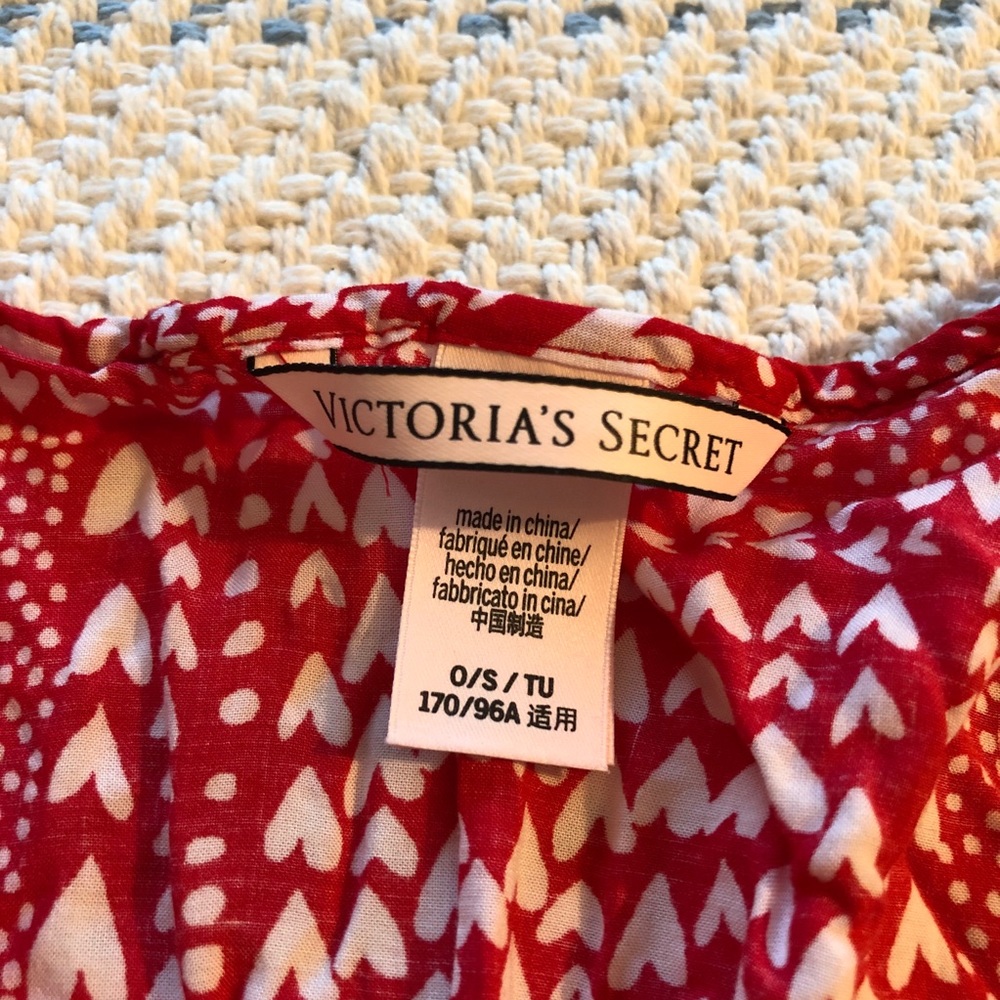 VICTORIA'S SECRET
made in china/
fabriqué en chine/
hecho en china/
fabbricato in cina/
中国制造
O/S / TU
170/96A 适用